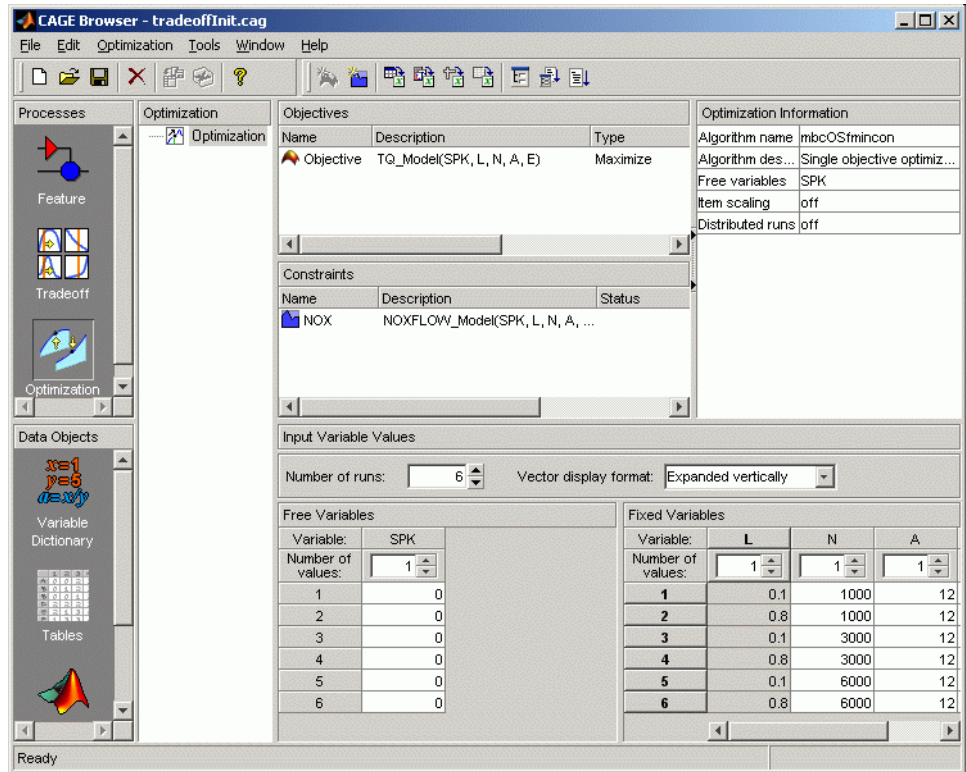 CAGE Browser - tradeoffInit.cag
File Edit Optimization Tools Window Help
Processes
Feature
Tradeoff
Optimization
Optimization
Optimization
Objectives
Name Description Type
Objective TQ_Model(SPK, L, N, A, E) Maximize
Constraints
Name Description Status
NOX NOXFLOW_Model(SPK, L, N, A, ...
Optimization Information
Algorithm name mbcOSfmincon
Algorithm des... Single objective optimiz...
Free variables SPK
Item scaling off
Distributed runs off
Data Objects
x=1
y=5
a=x/y
Variable
Dictionary
Tables
Input Variable Values
Number of runs: 6 Vector display format: Expanded vertically
Free Variables
Variable: SPK
Number of values: 1
1 0
2 0
3 0
4 0
5 0
6 0
Fixed Variables
Variable: L N A
Number of values: 1 1 1
1 0.1 1000 12
2 0.8 1000 12
3 0.1 3000 12
4 0.8 3000 12
5 0.1 6000 12
6 0.8 6000 12
Ready